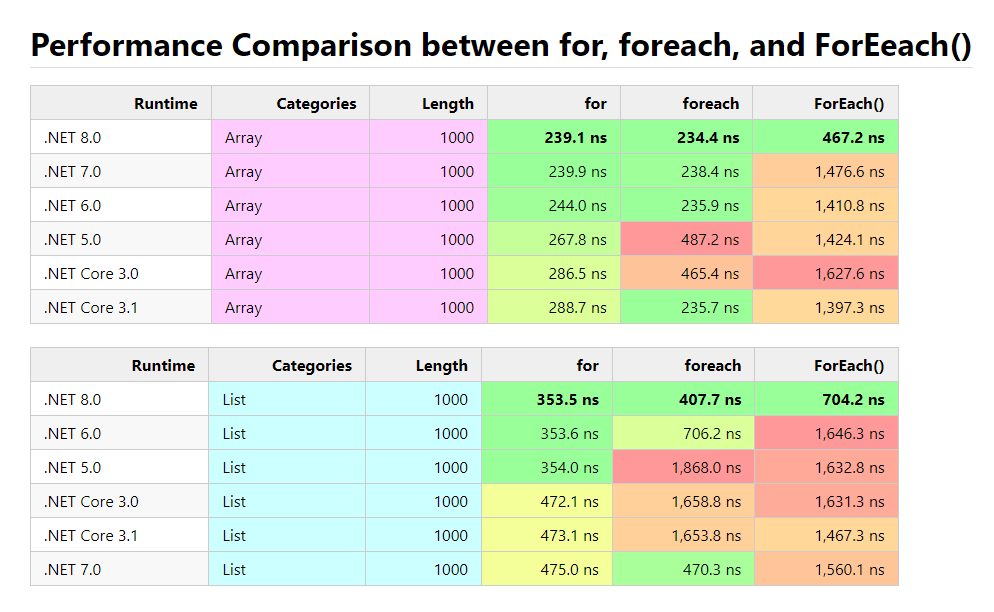 Performance Comparison between for, foreach, and ForEeach()
Runtime Categories Length for foreach ForEach()
.NET 8.0 Array 1000 239.1 ns 234.4 ns 467.2 ns
.NET 7.0 Array 1000 239.9 ns 238.4 ns 1,476.6 ns
.NET 6.0 Array 1000 244.0 ns 235.9 ns 1,410.8 ns
.NET 5.0 Array 1000 267.8 ns 487.2 ns 1,424.1 ns
.NET Core 3.0 Array 1000 286.5 ns 465.4 ns 1,627.6 ns
.NET Core 3.1 Array 1000 288.7 ns 235.7 ns 1,397.3 ns
Runtime Categories Length for foreach ForEach()
.NET 8.0 List 1000 353.5 ns 407.7 ns 704.2 ns
.NET 6.0 List 1000 353.6 ns 706.2 ns 1,646.3 ns
.NET 5.0 List 1000 354.0 ns 1,868.0 ns 1,632.8 ns
.NET Core 3.0 List 1000 472.1 ns 1,658.8 ns 1,631.3 ns
.NET Core 3.1 List 1000 473.1 ns 1,653.8 ns 1,467.3 ns
.NET 7.0 List 1000 475.0 ns 470.3 ns 1,560.1 ns